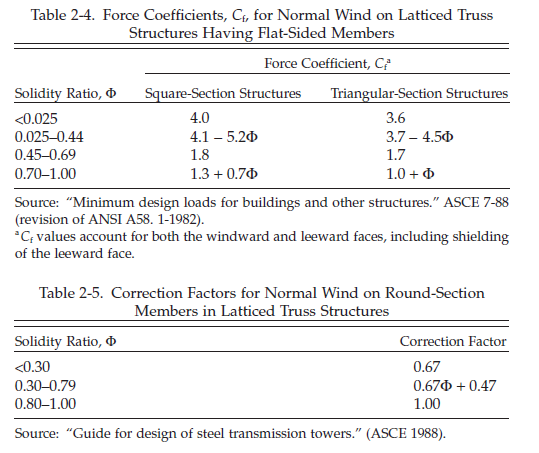 Table 2-4. Force Coefficients, Cf, for Normal Wind on Latticed Truss
Structures Having Flat-Sided Members
Force Coefficient, Cfᵃ
Solidity Ratio, Φ Square-Section Structures Triangular-Section Structures
<0.025 4.0 3.6
0.025–0.44 4.1 – 5.2Φ 3.7 – 4.5Φ
0.45–0.69 1.8 1.7
0.70–1.00 1.3 + 0.7Φ 1.0 + Φ
Source: “Minimum design loads for buildings and other structures.” ASCE 7-88
(revision of ANSI A58. 1-1982).
ᵃCf values account for both the windward and leeward faces, including shielding
of the leeward face.
Table 2-5. Correction Factors for Normal Wind on Round-Section
Members in Latticed Truss Structures
Solidity Ratio, Φ Correction Factor
<0.30 0.67
0.30–0.79 0.67Φ + 0.47
0.80–1.00 1.00
Source: “Guide for design of steel transmission towers.” (ASCE 1988).